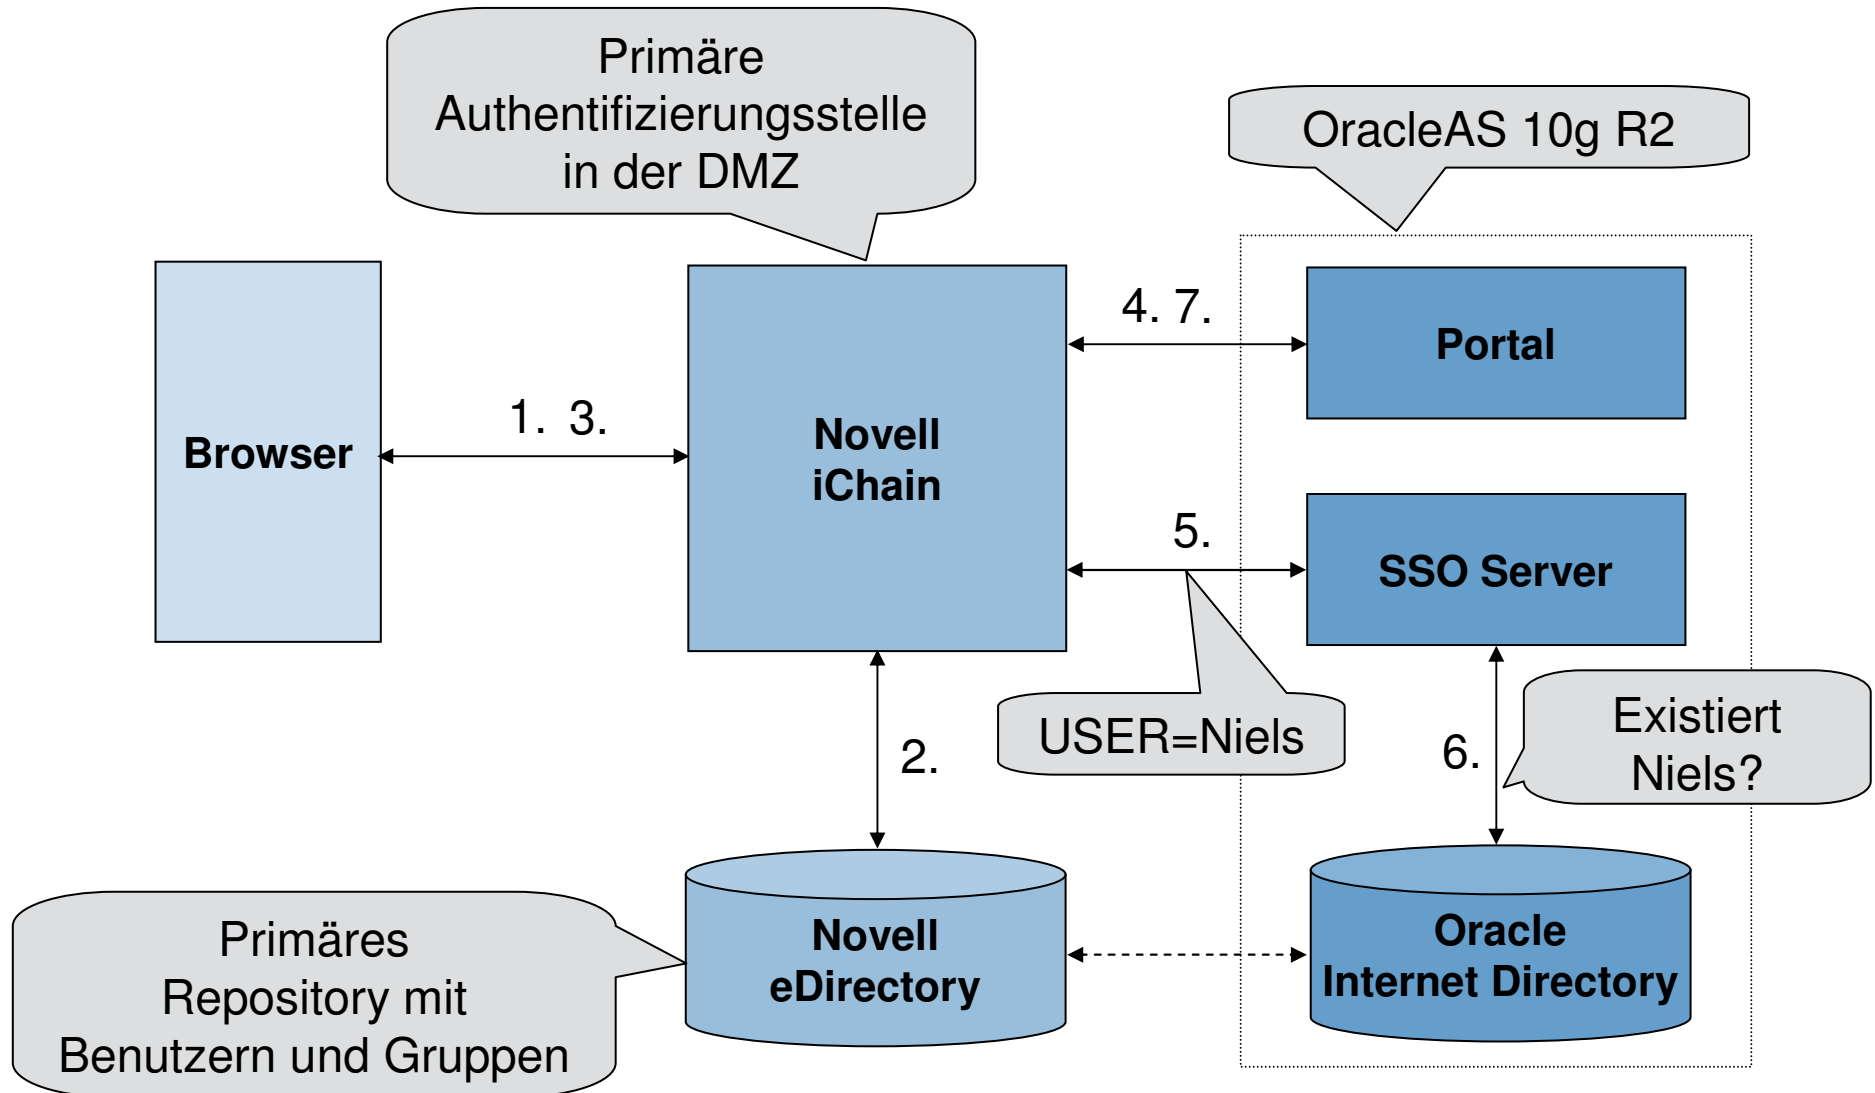 Primäre
Authentifizierungsstelle
in der DMZ
OracleAS 10g R2
Browser
1. 3.
Novell
iChain
4. 7.
Portal
5.
SSO Server
USER=Niels
2.
6.
Existiert
Niels?
Primäres
Repository mit
Benutzern und Gruppen
Novell
eDirectory
Oracle
Internet Directory